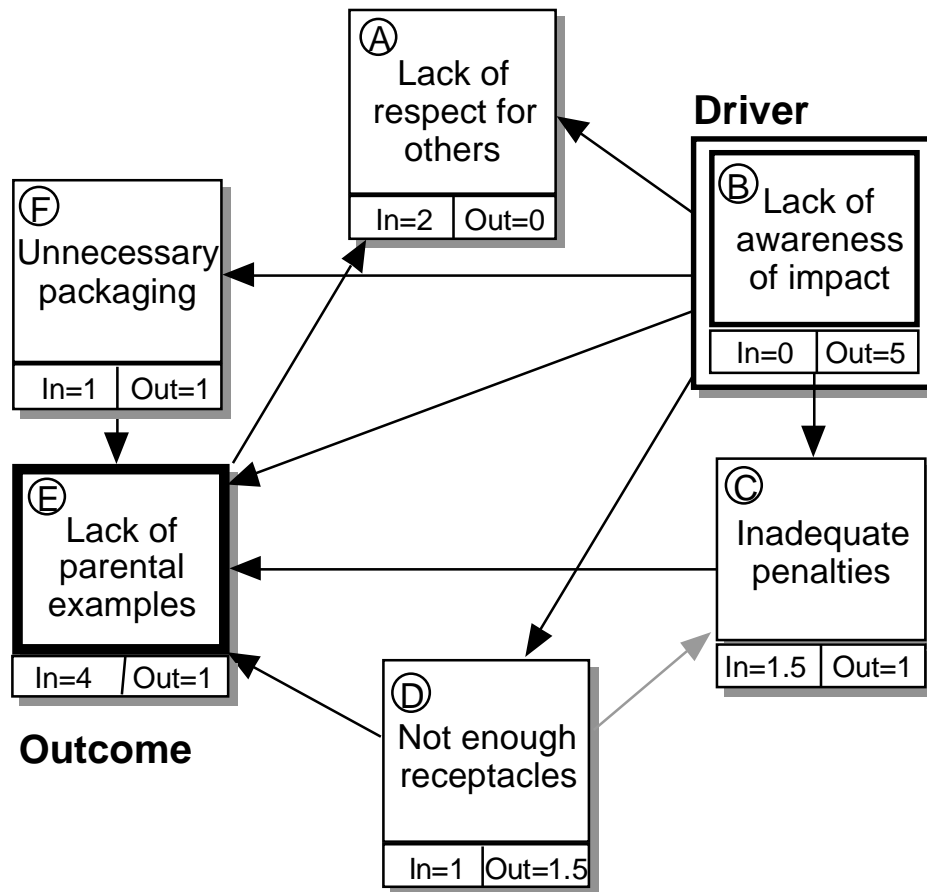 A
Lack of
respect for
others
In=2 Out=0
Driver
B
Lack of
awareness
of impact
In=0 Out=5
F
Unnecessary
packaging
In=1 Out=1
E
Lack of
parental
examples
In=4 Out=1
Outcome
C
Inadequate
penalties
In=1.5 Out=1
D
Not enough
receptacles
In=1 Out=1.5